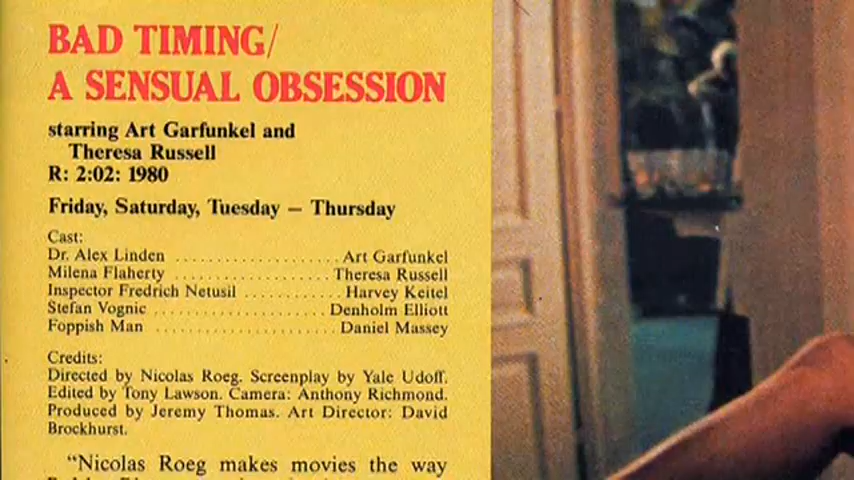 BAD TIMING/
A SENSUAL OBSESSION
starring Art Garfunkel and
Theresa Russell
R: 2:02: 1980
Friday, Saturday, Tuesday — Thursday
Cast:
Dr. Alex Linden .................... Art Garfunkel
Milena Flaherty .................. Theresa Russell
Inspector Fredrich Netusil ............ Harvey Keitel
Stefan Vognic ...................... Denholm Elliott
Foppish Man ..................... Daniel Massey
Credits:
Directed by Nicolas Roeg. Screenplay by Yale Udoff.
Edited by Tony Lawson. Camera: Anthony Richmond.
Produced by Jeremy Thomas. Art Director: David
Brockhurst.
“Nicolas Roeg makes movies the way